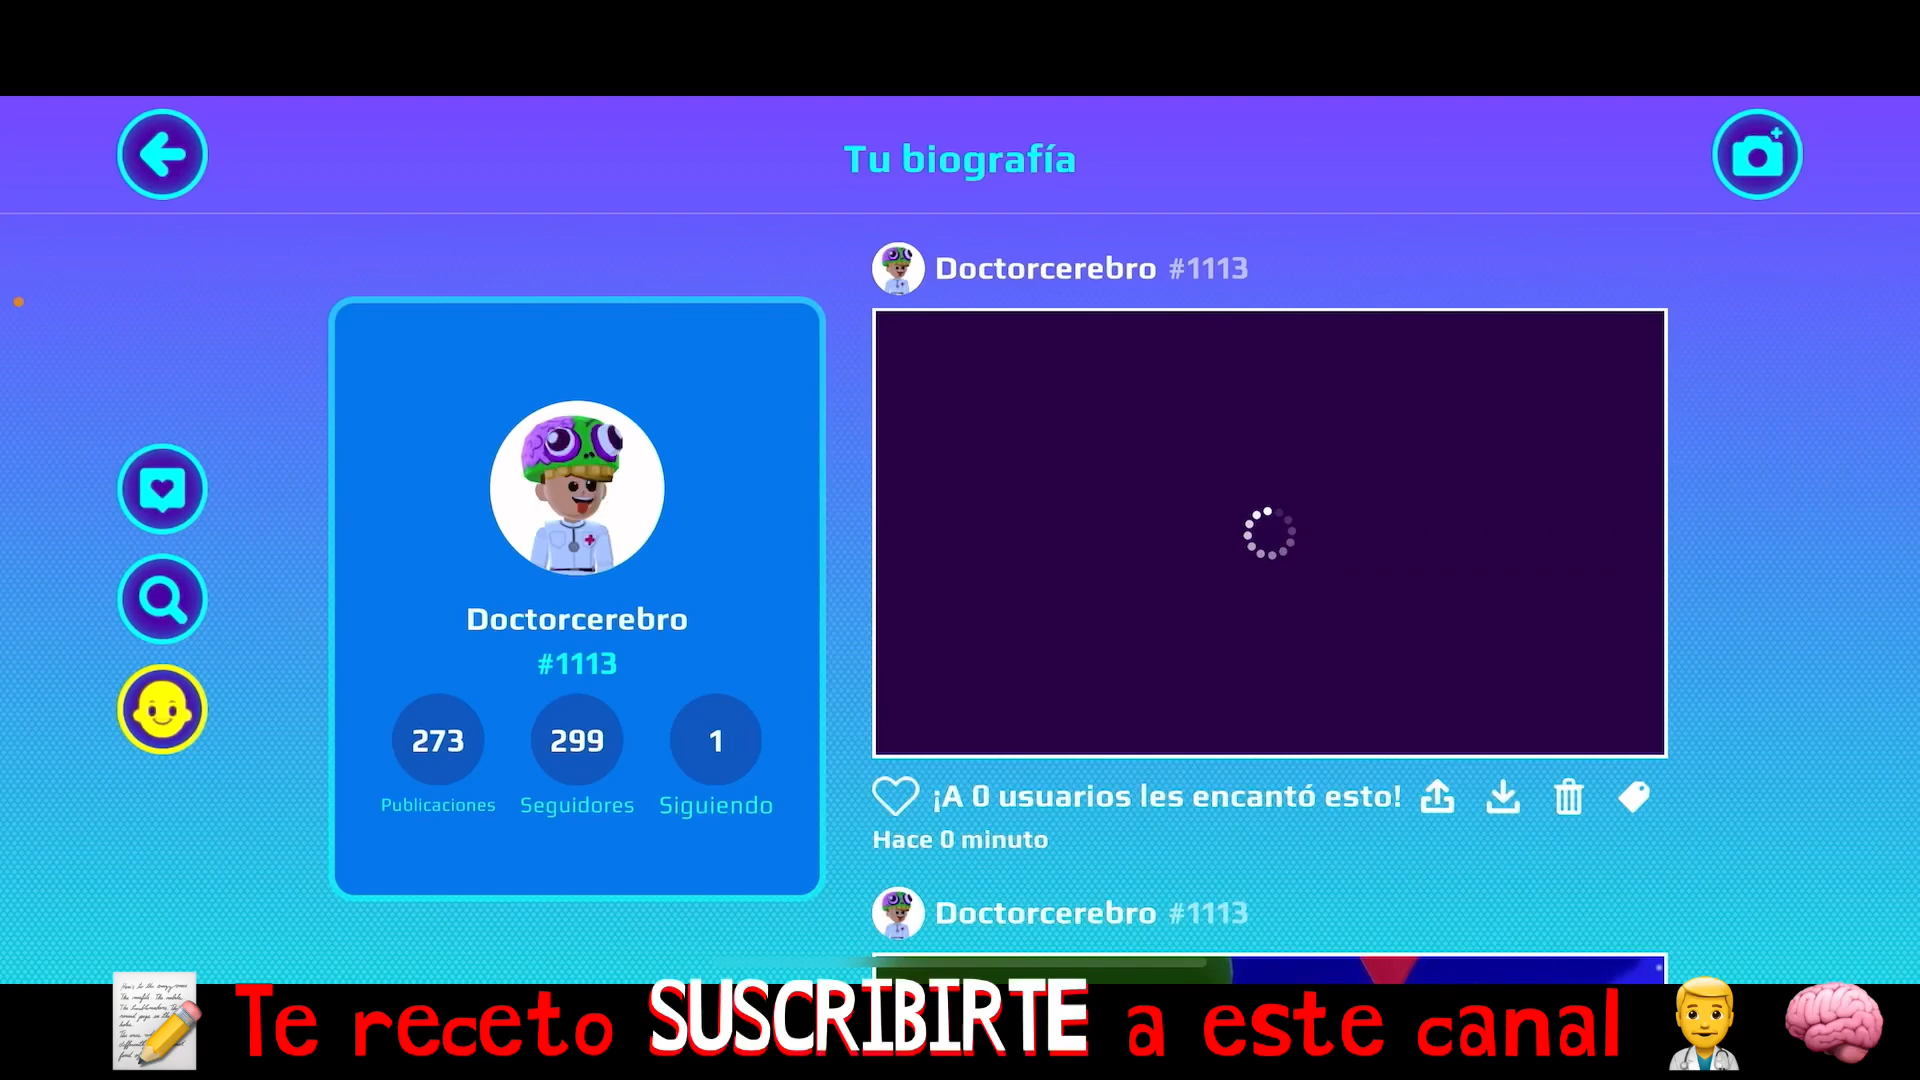 Tu biografía
Doctorcerebro #1113
Doctorcerebro
#1113
273
299
1
Publicaciones
Seguidores
Siguiendo
¡A 0 usuarios les encantó esto!
Hace 0 minuto
Doctorcerebro #1113
Te receto SUSCRIBIRTE a este canal